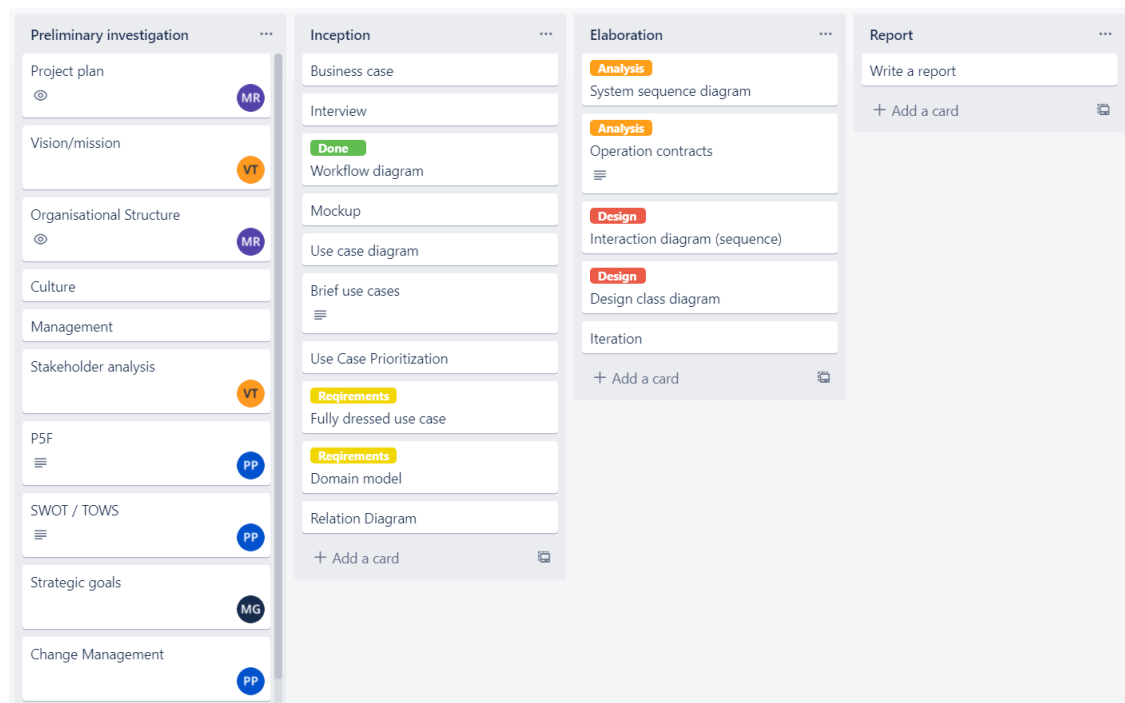 Preliminary investigation
Project plan
MR
Vision/mission
VT
Organisational Structure
MR
Culture
Management
Stakeholder analysis
VT
P5F
PP
SWOT / TOWS
PP
Strategic goals
MG
Change Management
PP
Inception
Business case
Interview
Done
Workflow diagram
Mockup
Use case diagram
Brief use cases
Use Case Prioritization
Reqirements
Fully dressed use case
Reqirements
Domain model
Relation Diagram
+ Add a card
Elaboration
Analysis
System sequence diagram
Analysis
Operation contracts
Design
Interaction diagram (sequence)
Design
Design class diagram
Iteration
+ Add a card
Report
Write a report
+ Add a card